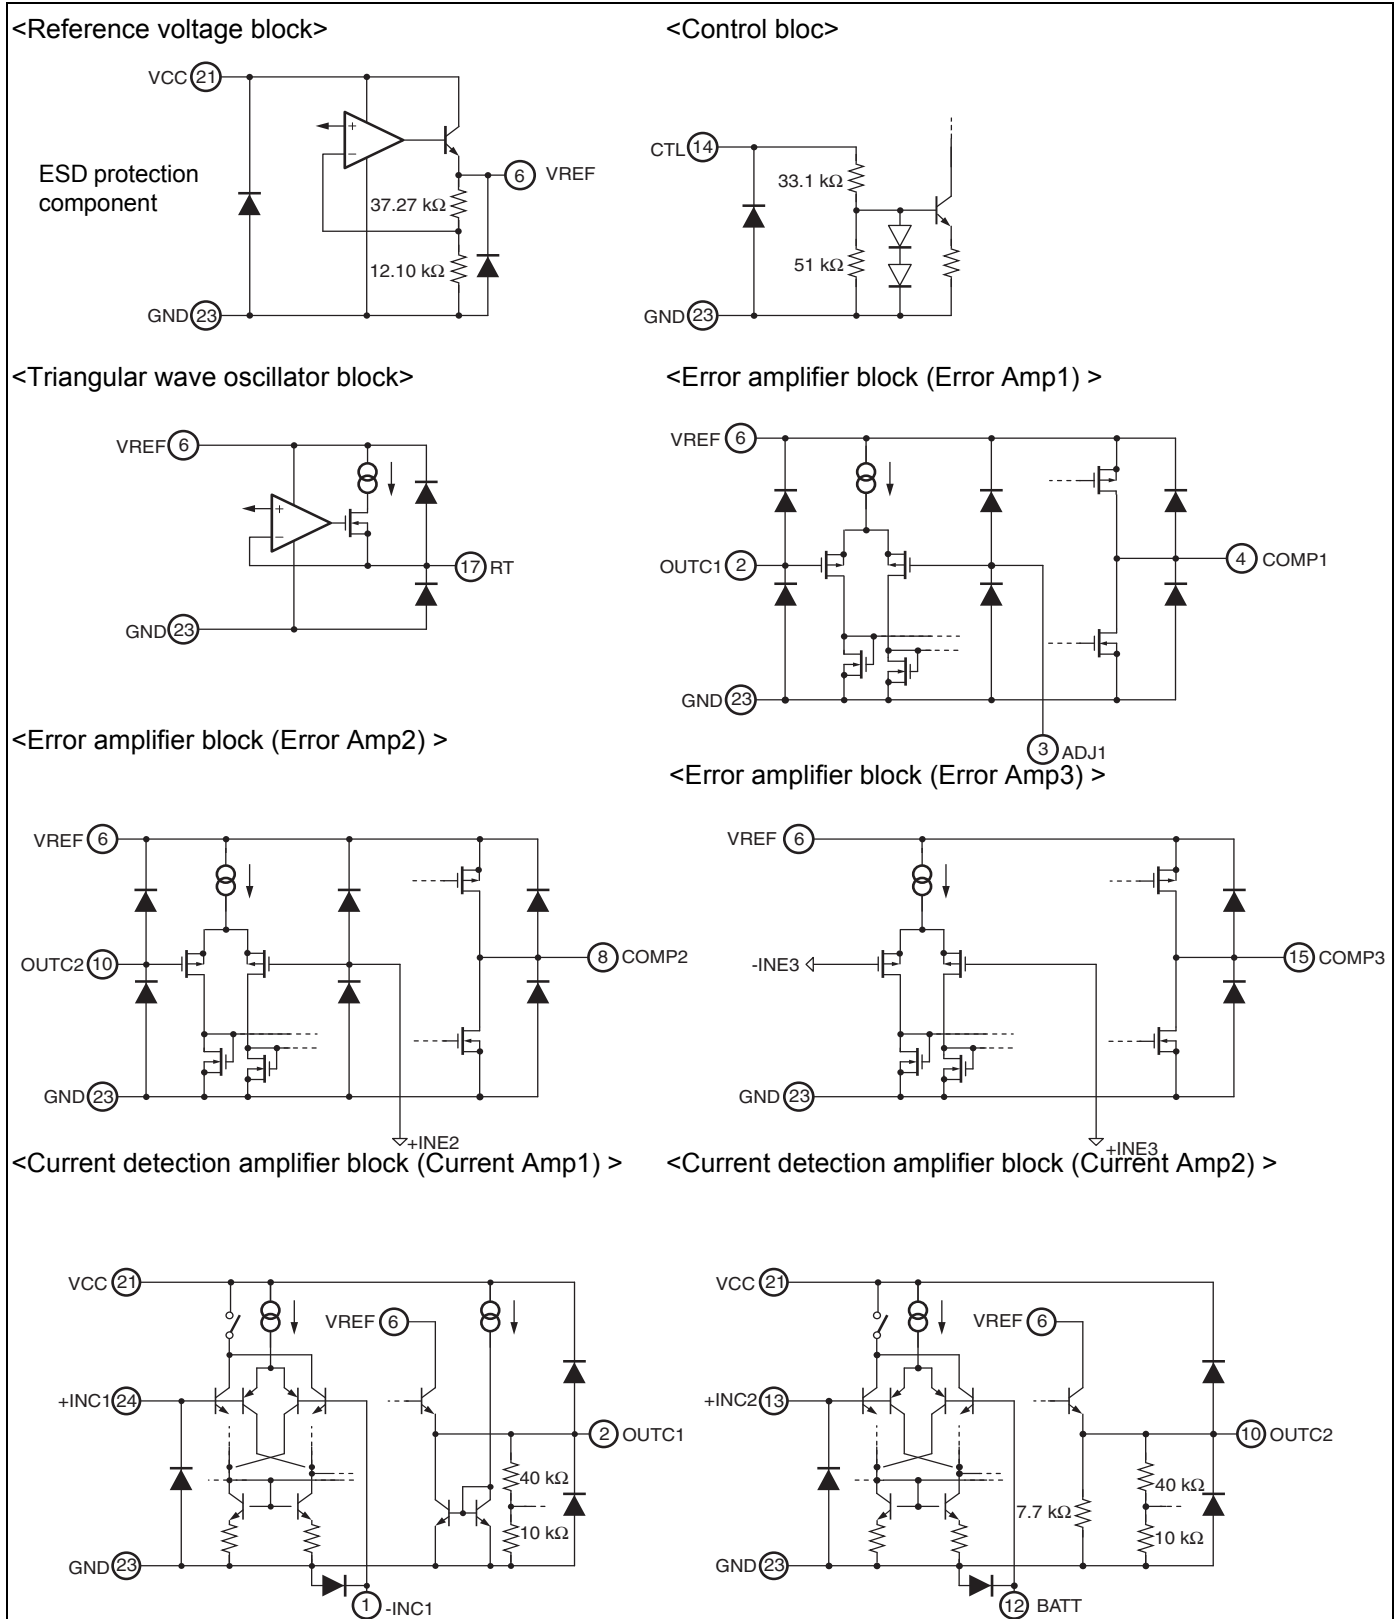 <Reference voltage block>
VCC 21
+
−
ESD protection
component
6 VREF
37.27 kΩ
12.10 kΩ
GND 23
<Control bloc>
CTL 14
33.1 kΩ
51 kΩ
GND 23
<Triangular wave oscillator block>
VREF 6
+
−
17 RT
GND 23
<Error amplifier block (Error Amp1) >
VREF 6
OUTC1 2
4 COMP1
GND 23
3 ADJ1
<Error amplifier block (Error Amp2) >
VREF 6
OUTC2 10
8 COMP2
GND 23
+INE2
<Error amplifier block (Error Amp3) >
VREF 6
-INE3
15 COMP3
GND 23
+INE3
<Current detection amplifier block (Current Amp1) >
VCC 21
VREF 6
+INC1 24
2 OUTC1
40 kΩ
10 kΩ
GND 23
1 -INC1
<Current detection amplifier block (Current Amp2) >
VCC 21
VREF 6
+INC2 13
10 OUTC2
40 kΩ
7.7 kΩ
10 kΩ
GND 23
12 BATT